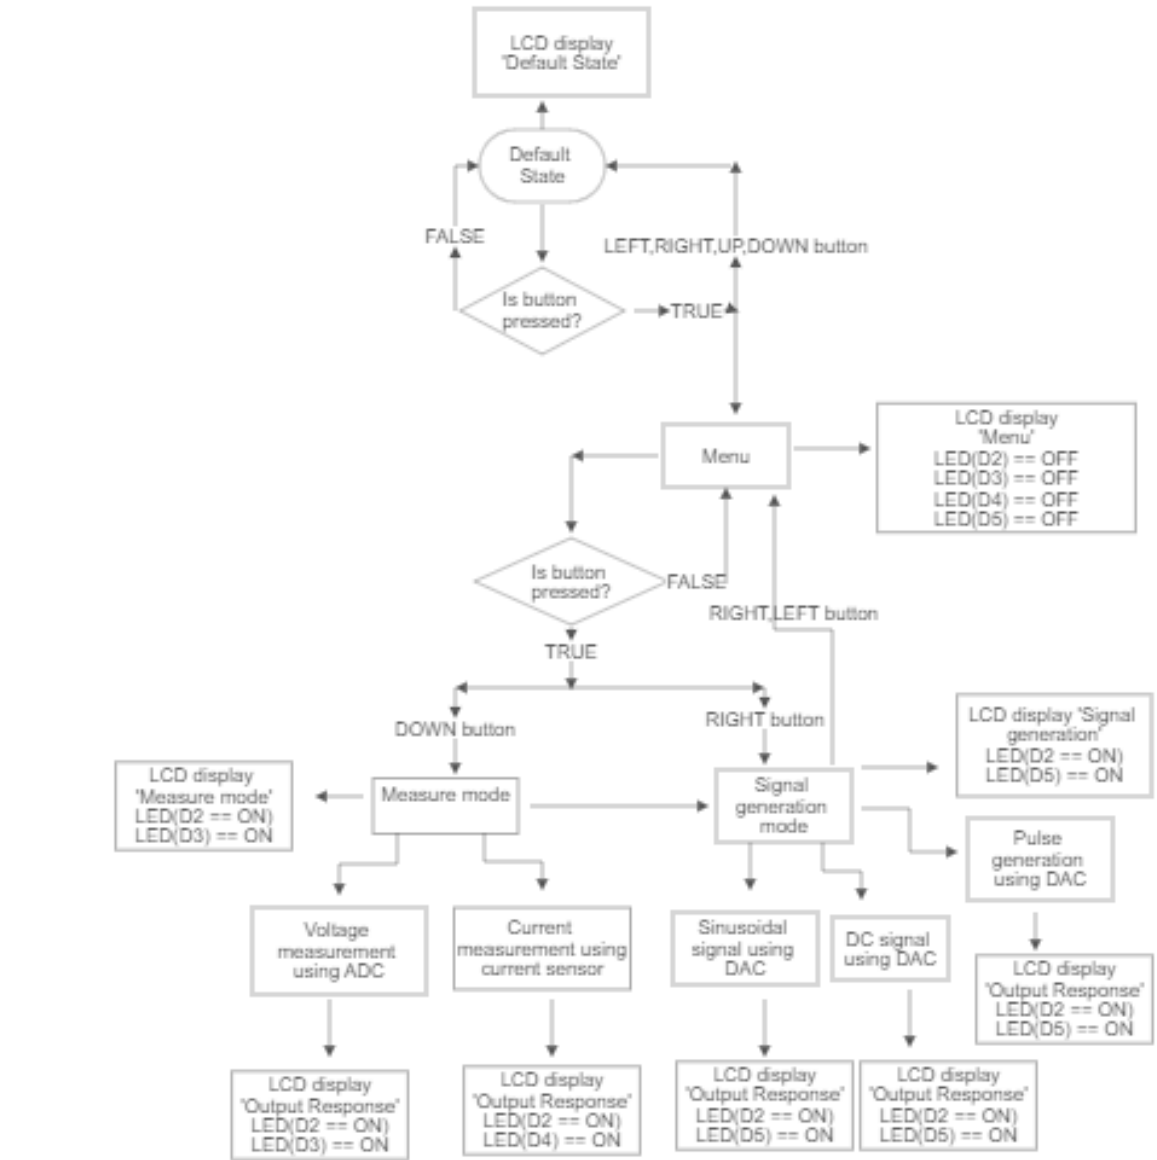 LCD display
'Default State'
Default
State
FALSE
LEFT,RIGHT,UP,DOWN button
Is button
pressed?
TRUE
Menu
LCD display
'Menu'
LED(D2) == OFF
LED(D3) == OFF
LED(D4) == OFF
LED(D5) == OFF
Is button
pressed?
FALSE
RIGHT,LEFT button
TRUE
DOWN button
RIGHT button
LCD display 'Signal
generation'
LED(D2 == ON)
LED(D5) == ON
LCD display
'Measure mode'
LED(D2 == ON)
LED(D3) == ON
Measure mode
Signal
generation
mode
Pulse
generation
using DAC
Voltage
measurement
using ADC
Current
measurement using
current sensor
Sinusoidal
signal using
DAC
DC signal
using DAC
LCD display
'Output Response'
LED(D2 == ON)
LED(D5) == ON
LCD display
'Output Response'
LED(D2 == ON)
LED(D3) == ON
LCD display
'Output Response'
LED(D2 == ON)
LED(D4) == ON
LCD display
'Output Response'
LED(D2 == ON)
LED(D5) == ON
LCD display
'Output Response'
LED(D2 == ON)
LED(D5) == ON